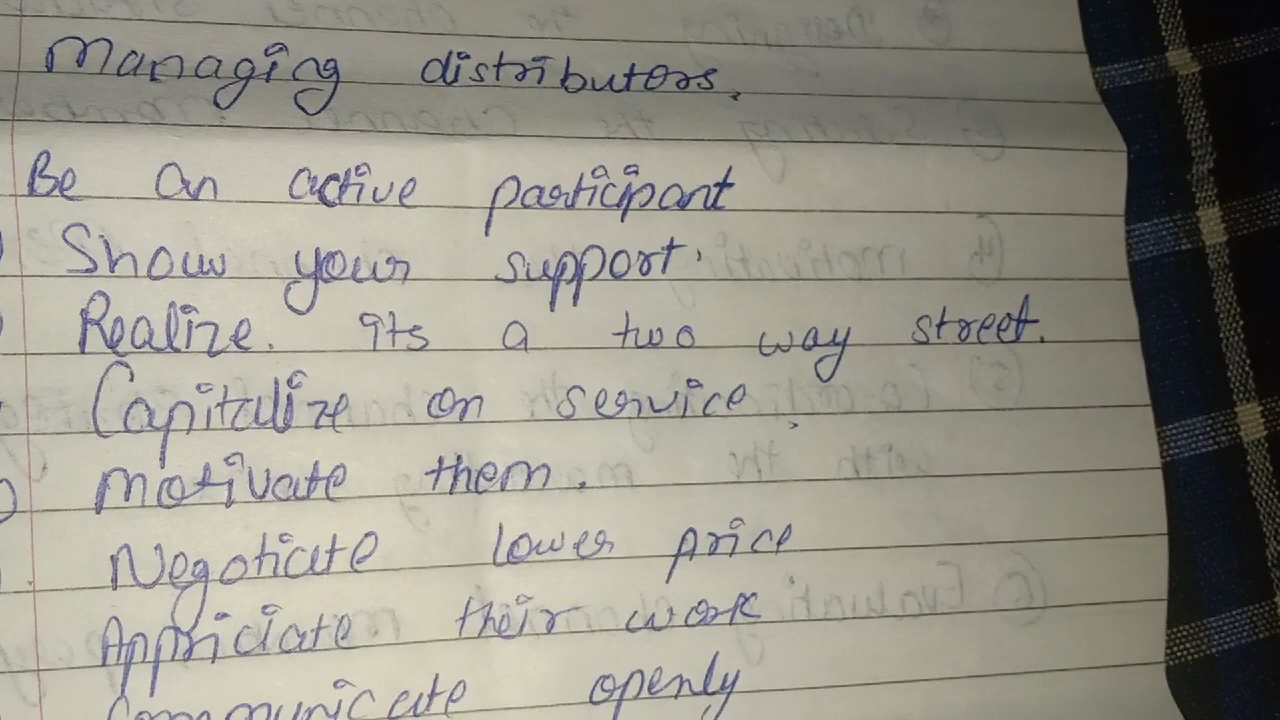 Managing distributors.
Be an active participant
Show your support.
Realize. its a two way street.
Capitalize on service.
Motivate them.
Negotiate lower price
Appriciate their work
Communicate openly